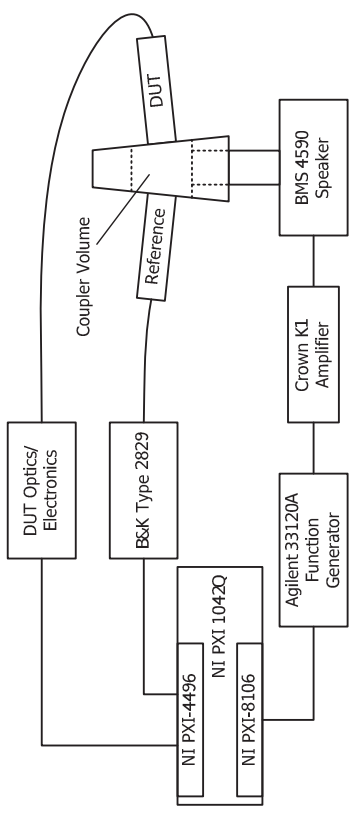 DUT Optics/
Electronics
B&K Type 2829
NI PXI 1042Q
NI PXI-4496
NI PXI-8106
Agilent 33120A
Function
Generator
Crown K1
Amplifier
BMS 4590
Speaker
Coupler Volume
Reference
DUT